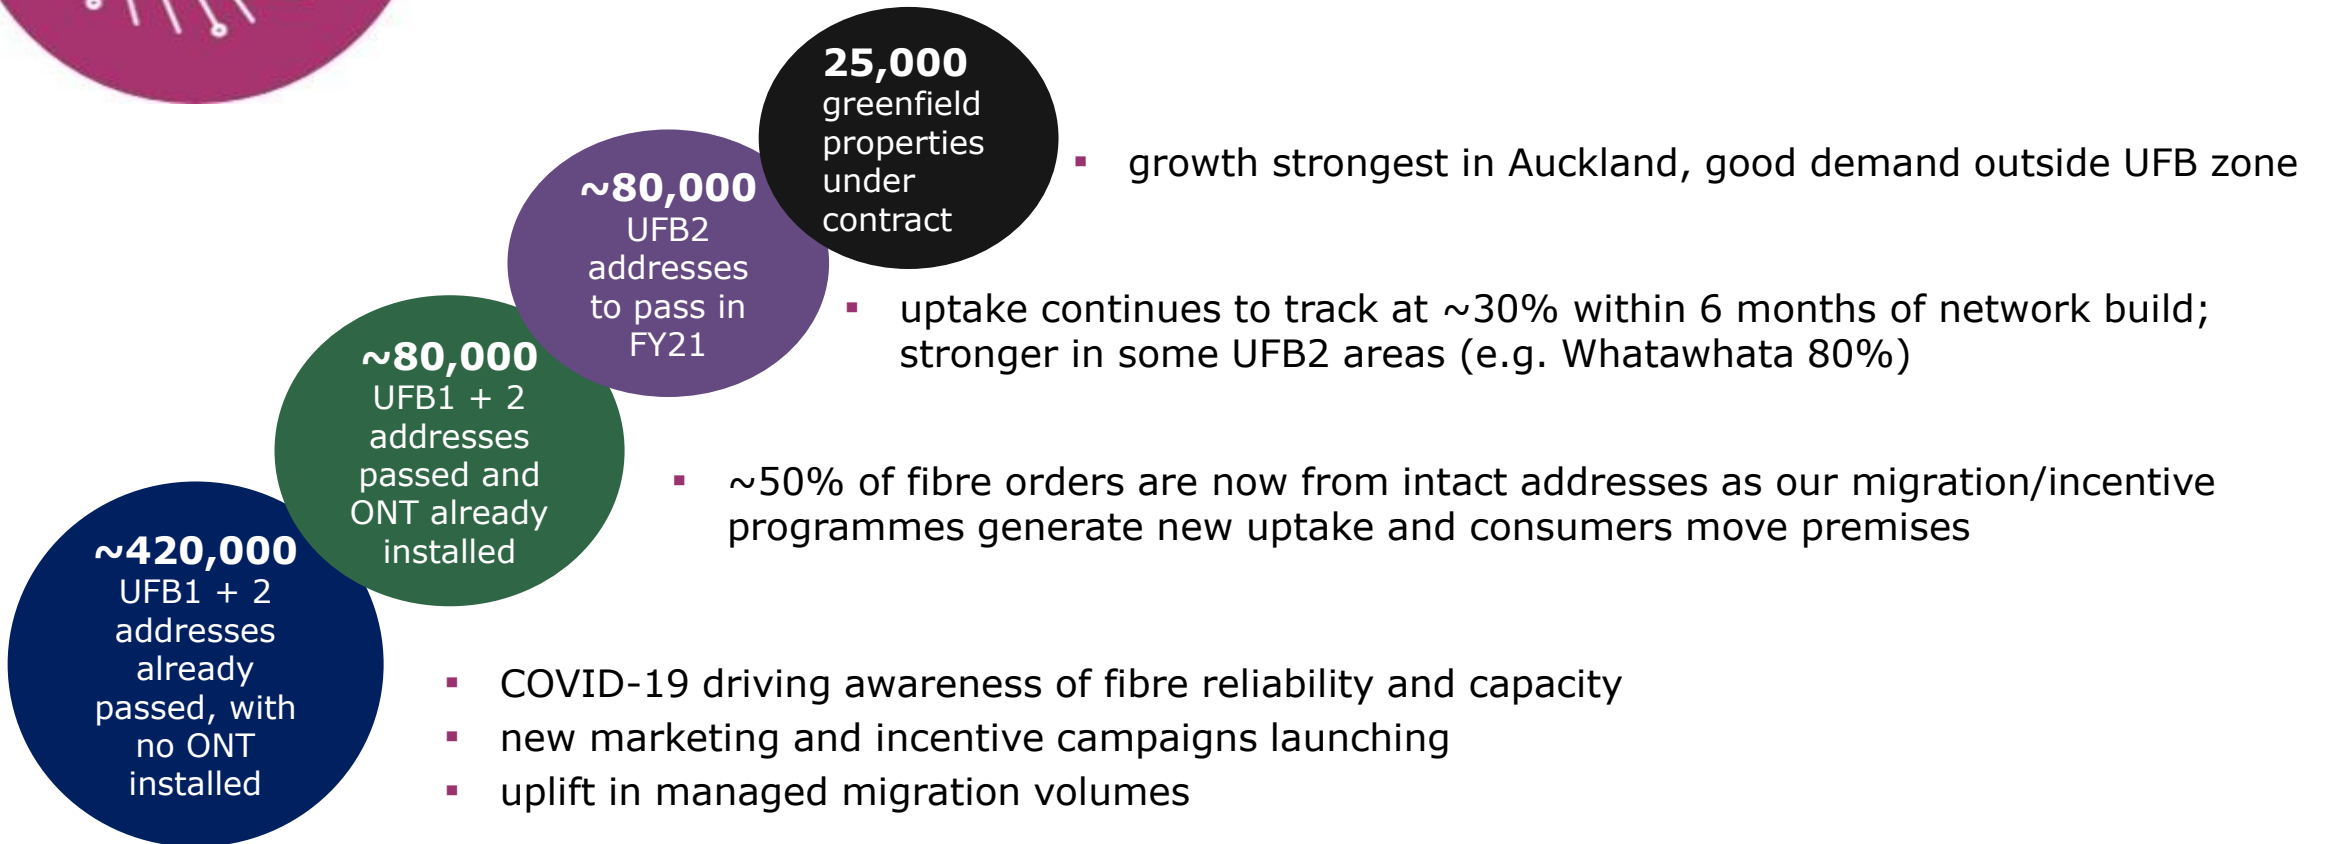 25,000
greenfield
properties
under
contract
▪ growth strongest in Auckland, good demand outside UFB zone
~80,000
UFB2
addresses
to pass in
FY21
▪ uptake continues to track at ~30% within 6 months of network build;
stronger in some UFB2 areas (e.g. Whatawhata 80%)
~80,000
UFB1 + 2
addresses
passed and
ONT already
installed
▪ ~50% of fibre orders are now from intact addresses as our migration/incentive
programmes generate new uptake and consumers move premises
~420,000
UFB1 + 2
addresses
already
passed, with
no ONT
installed
▪ COVID-19 driving awareness of fibre reliability and capacity
▪ new marketing and incentive campaigns launching
▪ uplift in managed migration volumes